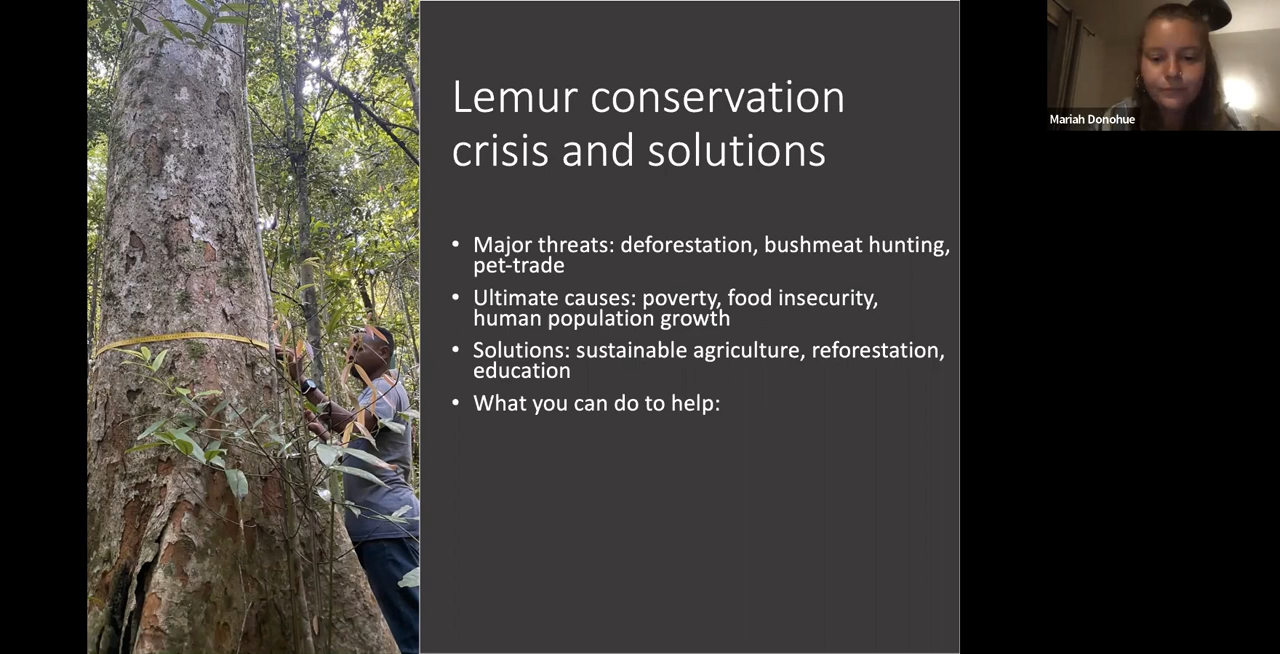 Lemur conservation
crisis and solutions
• Major threats: deforestation, bushmeat hunting,
pet-trade
• Ultimate causes: poverty, food insecurity,
human population growth
• Solutions: sustainable agriculture, reforestation,
education
• What you can do to help:
Mariah Donohue